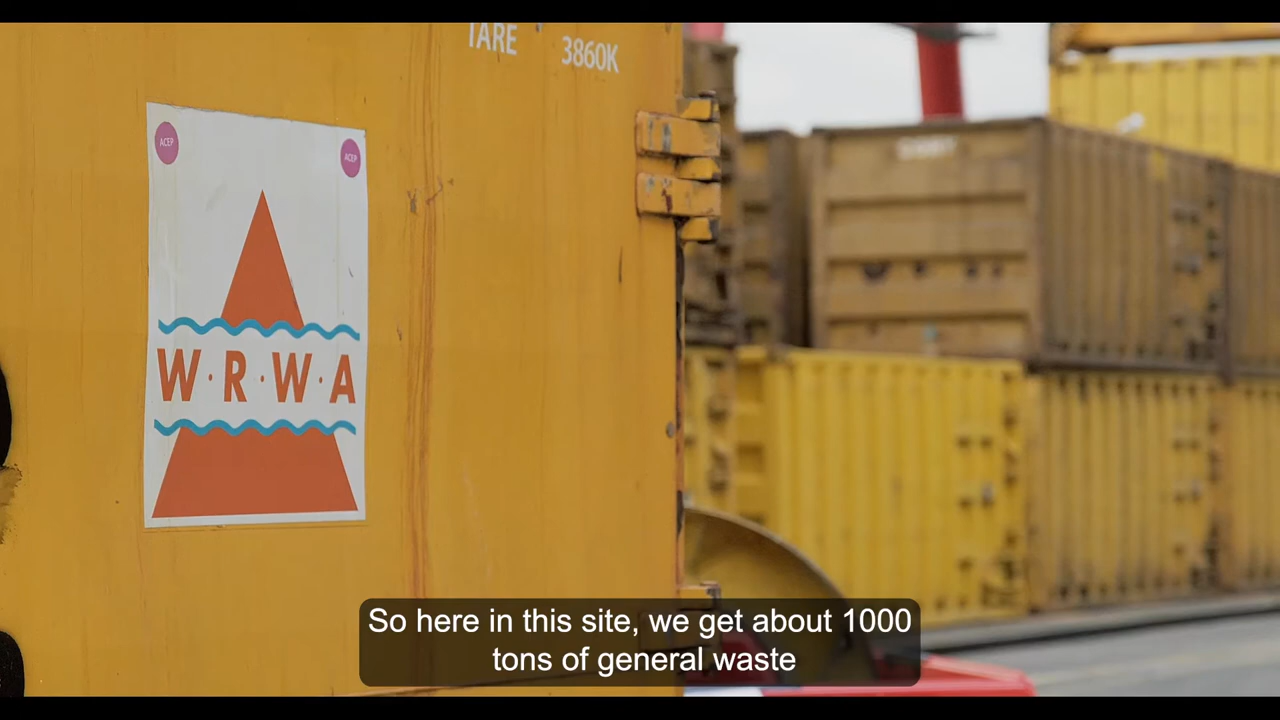 TARE 3860K
ACEP ACEP
W·R·W·A
So here in this site, we get about 1000
tons of general waste